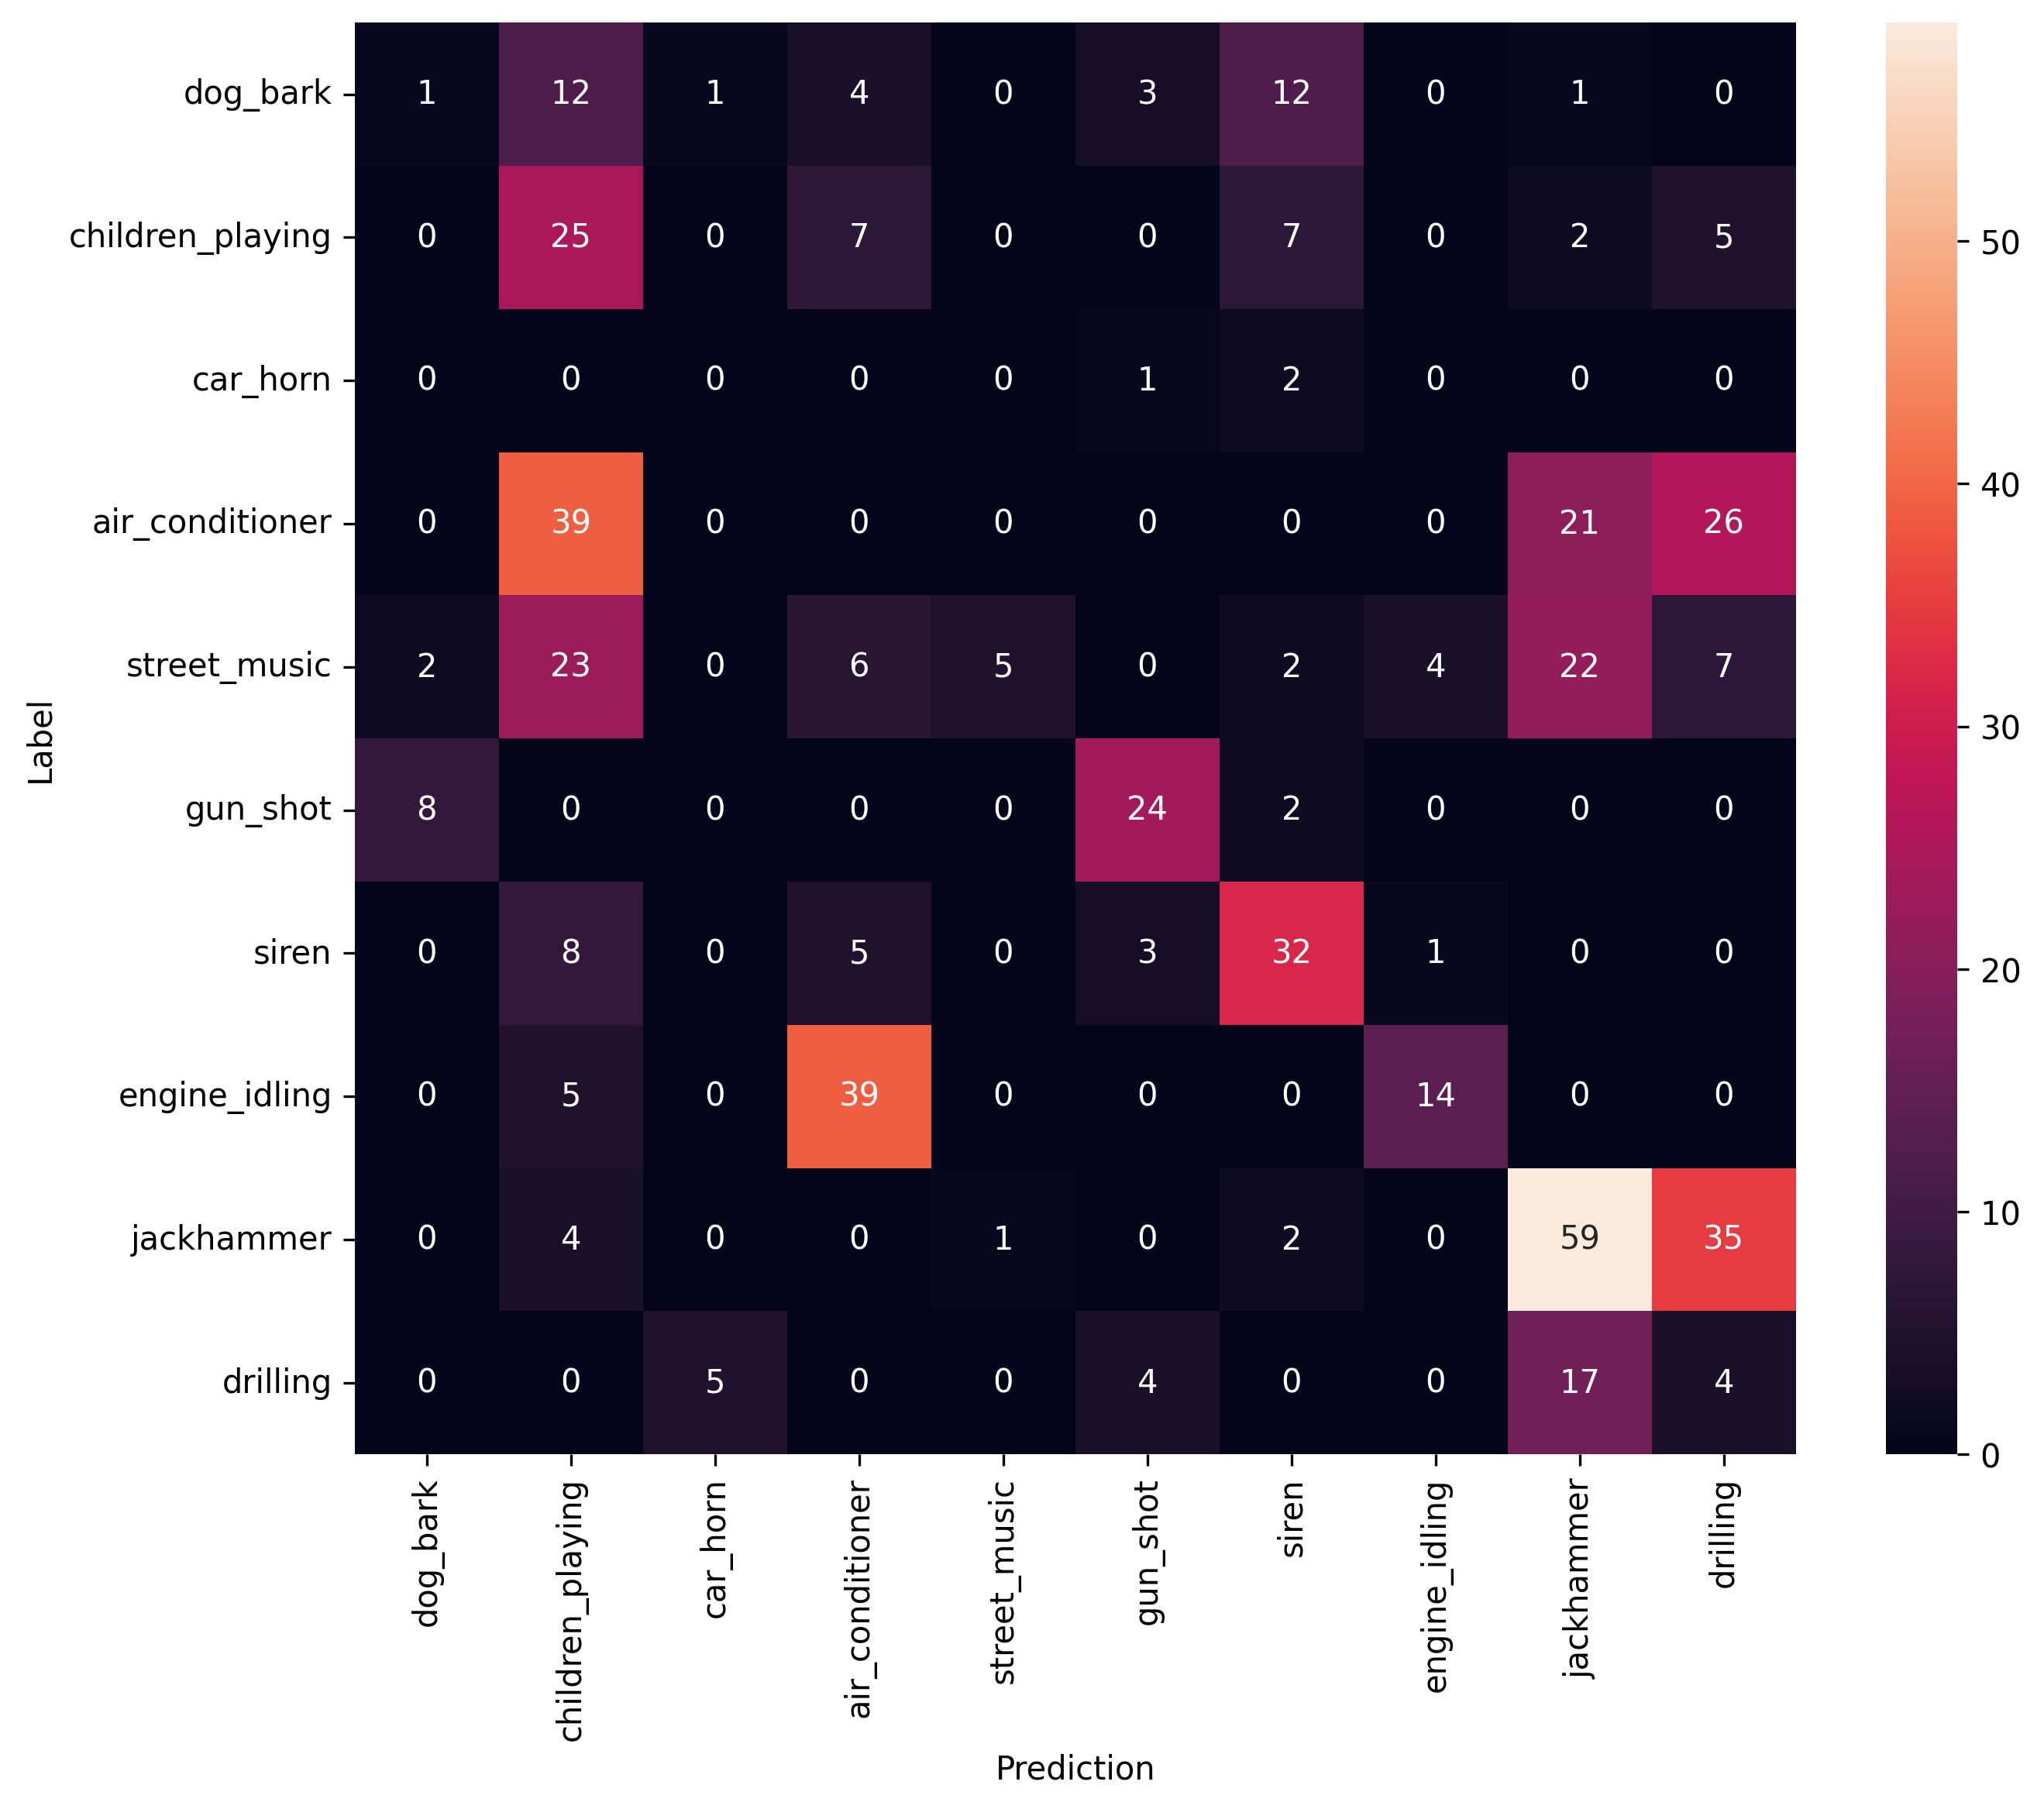 dog_bark 1 12 1 4 0 3 12 0 1 0
children_playing 0 25 0 7 0 0 7 0 2 5
car_horn 0 0 0 0 0 1 2 0 0 0
air_conditioner 0 39 0 0 0 0 0 0 21 26
street_music 2 23 0 6 5 0 2 4 22 7
gun_shot 8 0 0 0 0 24 2 0 0 0
siren 0 8 0 5 0 3 32 1 0 0
engine_idling 0 5 0 39 0 0 0 14 0 0
jackhammer 0 4 0 0 1 0 2 0 59 35
drilling 0 0 5 0 0 4 0 0 17 4
Label
dog_bark
children_playing
car_horn
air_conditioner
street_music
gun_shot
siren
engine_idling
jackhammer
drilling
Prediction
50
40
30
20
10
0